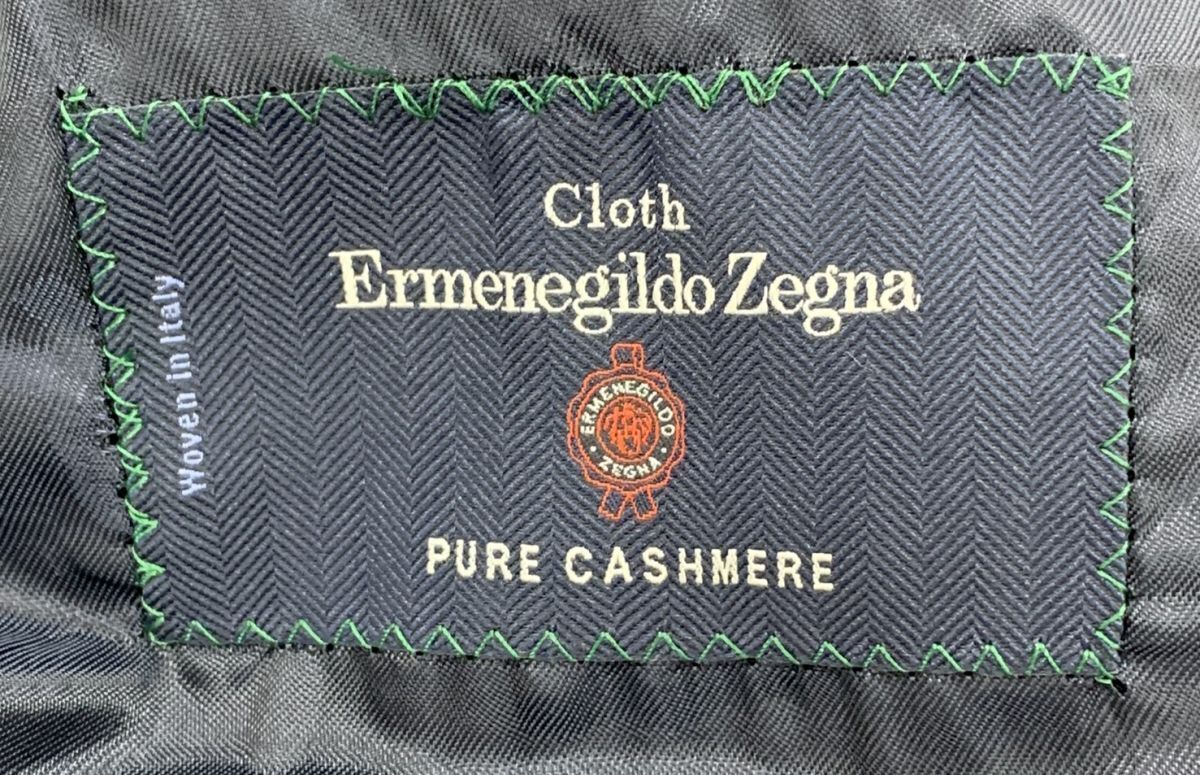 Cloth
Ermenegildo Zegna
ERMENEGILDO
· ZEGNA ·
PURE CASHMERE
Woven in Italy